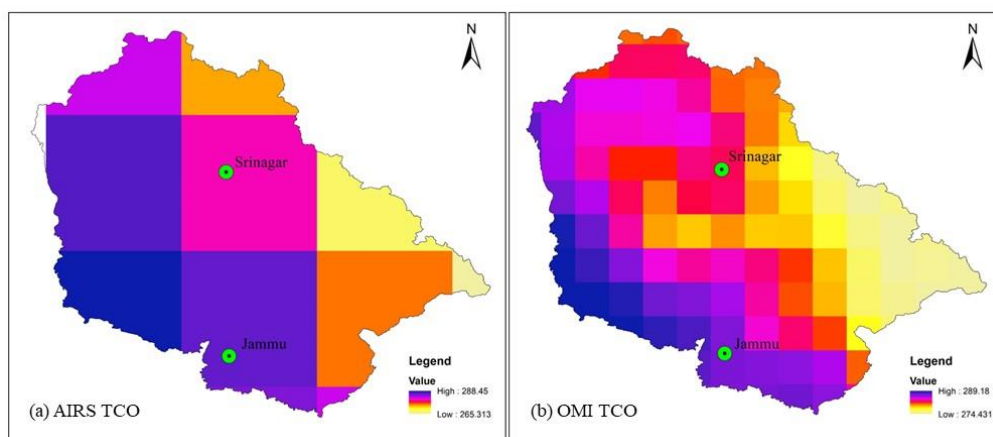 N
Srinagar
Jammu
Legend
Value
High : 288.45
Low : 265.313
(a) AIRS TCO
N
Srinagar
Jammu
Legend
Value
High : 289.18
Low : 274.431
(b) OMI TCO